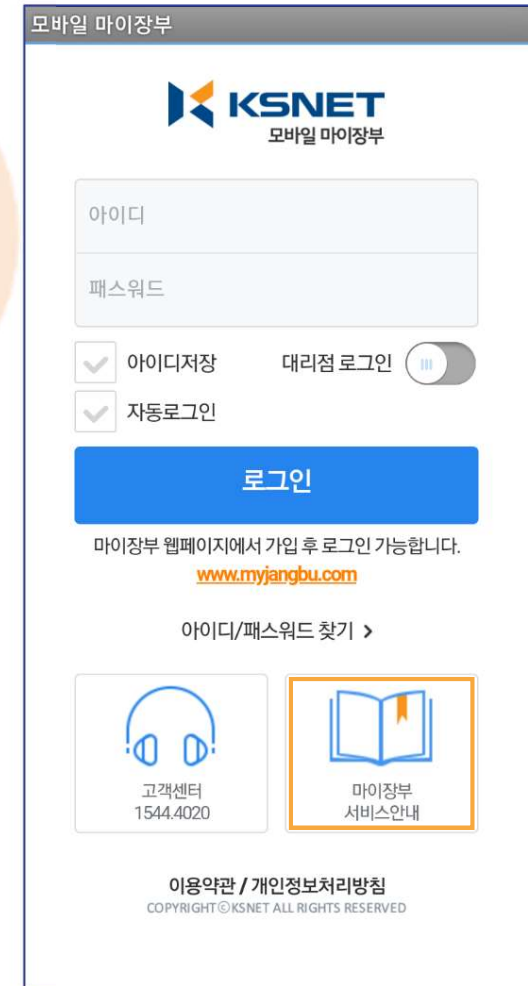 모바일 마이장부
KSNET
모바일 마이장부
아이디
패스워드
아이디저장 대리점 로그인
자동로그인
로그인
마이장부 웹페이지에서 가입 후 로그인 가능합니다.
www.myjangbu.com
아이디/패스워드 찾기 >
고객센터
1544.4020
마이장부
서비스안내
이용약관 / 개인정보처리방침
COPYRIGHTⓒKSNET ALL RIGHTS RESERVED